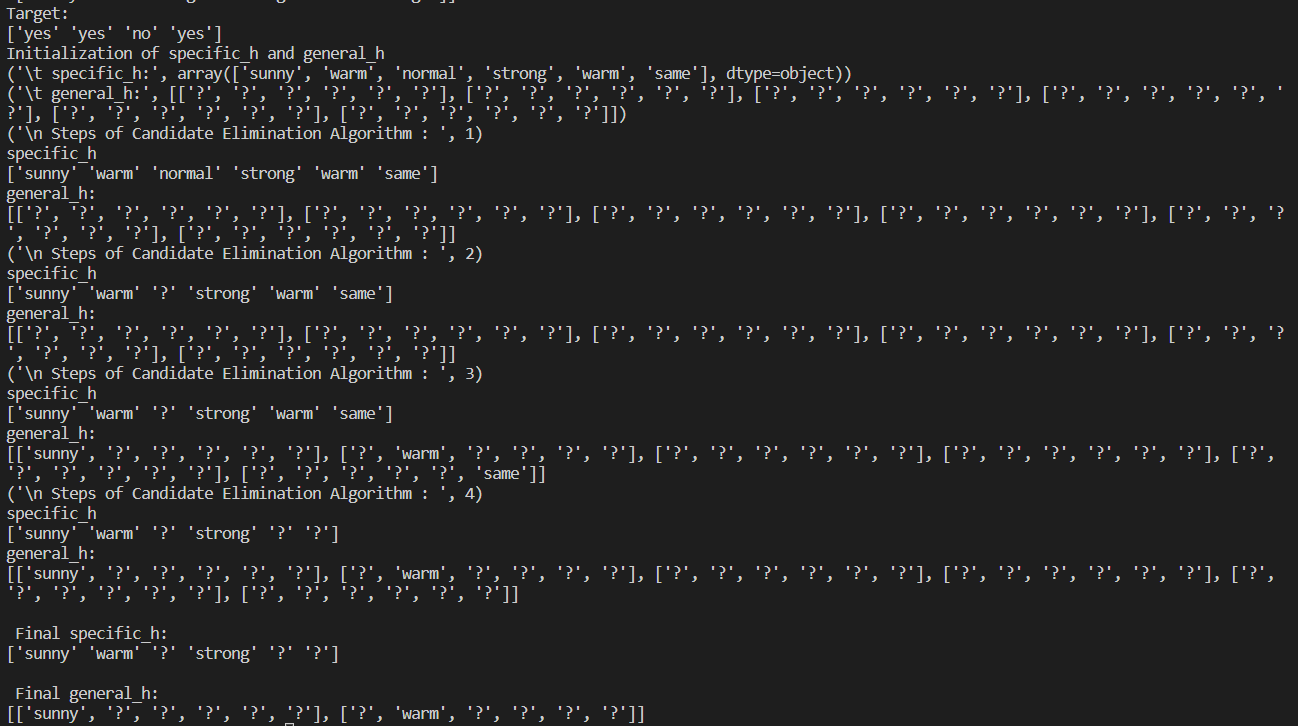 Target:
['yes' 'yes' 'no' 'yes']
Initialization of specific_h and general_h
('\t specific_h:', array(['sunny', 'warm', 'normal', 'strong', 'warm', 'same'], dtype=object))
('\t general_h:', [['?', '?', '?', '?', '?', '?'], ['?', '?', '?', '?', '?', '?'], ['?', '?', '?', '?', '?', '?'], ['?', '?', '?', '?', '?', '
?'], ['?', '?', '?', '?', '?', '?'], ['?', '?', '?', '?', '?', '?']])
('\n Steps of Candidate Elimination Algorithm : ', 1)
specific_h
['sunny' 'warm' 'normal' 'strong' 'warm' 'same']
general_h:
[['?', '?', '?', '?', '?', '?'], ['?', '?', '?', '?', '?', '?'], ['?', '?', '?', '?', '?', '?'], ['?', '?', '?', '?', '?', '?'], ['?', '?', '?
', '?', '?', '?'], ['?', '?', '?', '?', '?', '?']]
('\n Steps of Candidate Elimination Algorithm : ', 2)
specific_h
['sunny' 'warm' '?' 'strong' 'warm' 'same']
general_h:
[['?', '?', '?', '?', '?', '?'], ['?', '?', '?', '?', '?', '?'], ['?', '?', '?', '?', '?', '?'], ['?', '?', '?', '?', '?', '?'], ['?', '?', '?
', '?', '?', '?'], ['?', '?', '?', '?', '?', '?']]
('\n Steps of Candidate Elimination Algorithm : ', 3)
specific_h
['sunny' 'warm' '?' 'strong' 'warm' 'same']
general_h:
[['sunny', '?', '?', '?', '?', '?'], ['?', 'warm', '?', '?', '?', '?'], ['?', '?', '?', '?', '?', '?'], ['?', '?', '?', '?', '?', '?'], ['?',
'?', '?', '?', '?', '?'], ['?', '?', '?', '?', '?', 'same']]
('\n Steps of Candidate Elimination Algorithm : ', 4)
specific_h
['sunny' 'warm' '?' 'strong' '?' '?']
general_h:
[['sunny', '?', '?', '?', '?', '?'], ['?', 'warm', '?', '?', '?', '?'], ['?', '?', '?', '?', '?', '?'], ['?', '?', '?', '?', '?', '?'], ['?',
'?', '?', '?', '?', '?'], ['?', '?', '?', '?', '?', '?']]
Final specific_h:
['sunny' 'warm' '?' 'strong' '?' '?']
Final general_h:
[['sunny', '?', '?', '?', '?', '?'], ['?', 'warm', '?', '?', '?', '?']]